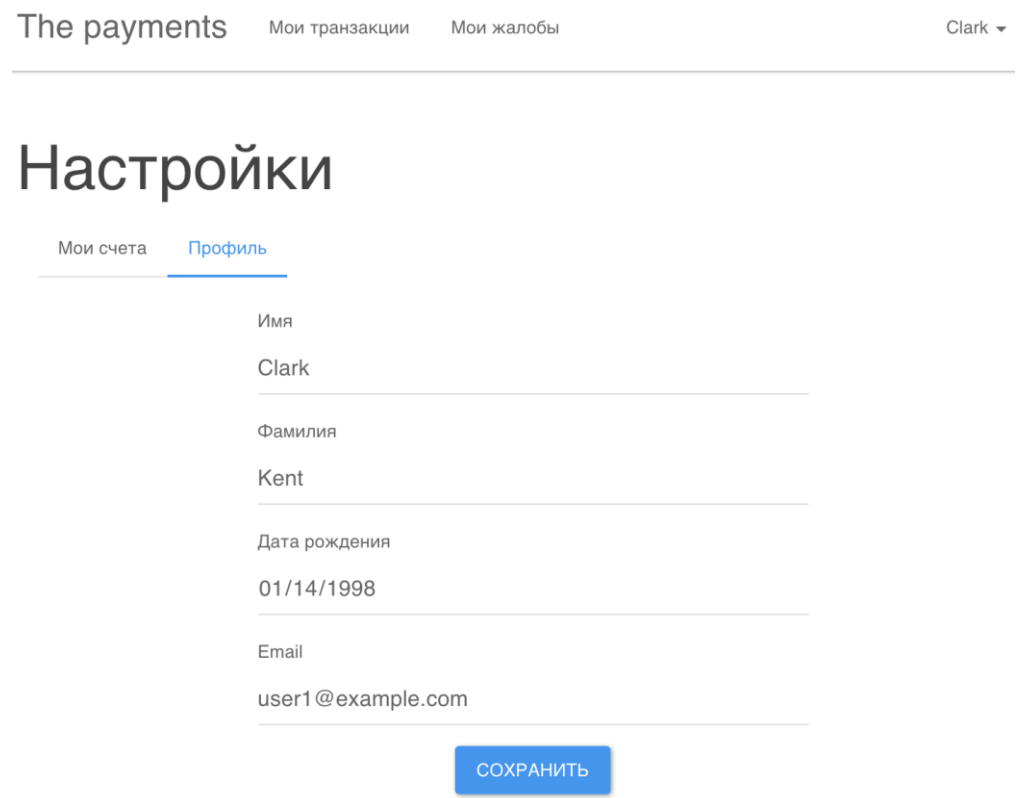 The payments Мои транзакции Мои жалобы Clark
Настройки
Мои счета Профиль
Имя
Clark
Фамилия
Kent
Дата рождения
01/14/1998
Email
user1@example.com
СОХРАНИТЬ